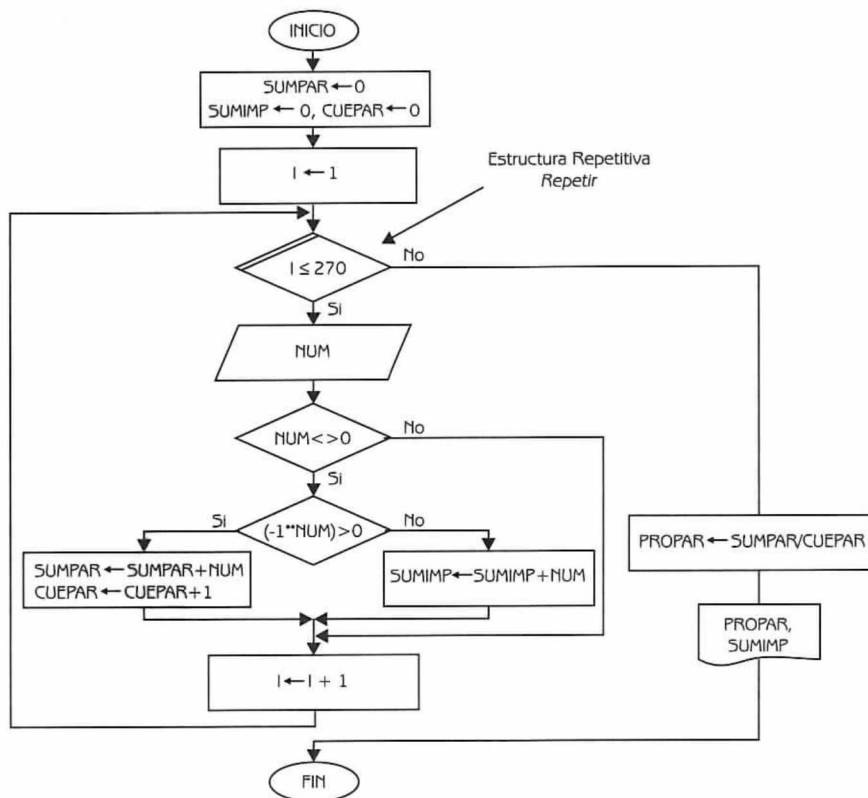 INICIO
SUMPAR ← 0
SUMIMP ← 0, CUEPAR ← 0
I ← 1
Estructura Repetitiva
Repetir
I ≤ 270
No
Si
NUM
NUM<>0
No
Si
(-1**NUM)>0
Si
No
SUMPAR ← SUMPAR+NUM
CUEPAR ← CUEPAR+1
SUMIMP ← SUMIMP+NUM
PROPAR ← SUMPAR/CUEPAR
PROPAR,
SUMIMP
I ← I + 1
FIN